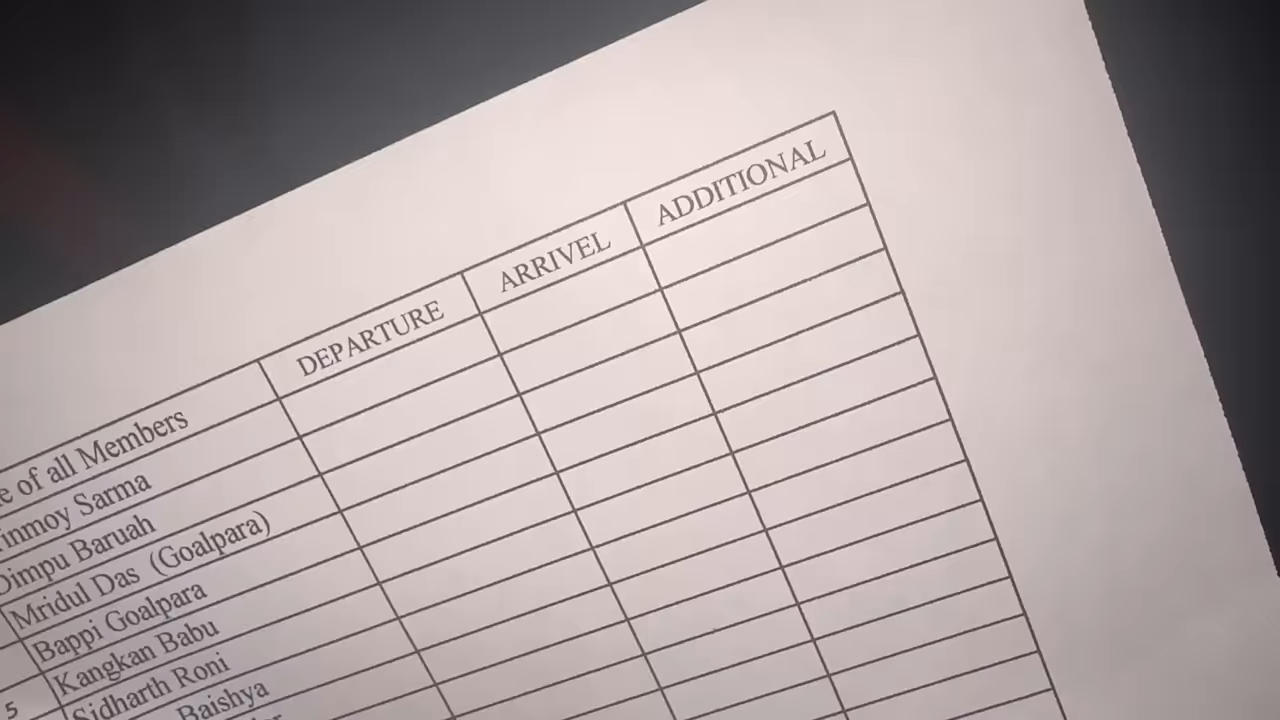 of all Members DEPARTURE ARRIVEL ADDITIONAL
Sarma
Dimpu Baruah
Mridul Das (Goalpara)
Bappi Goalpara
Kangkan Babu
5 Sidharth Roni
Baishya